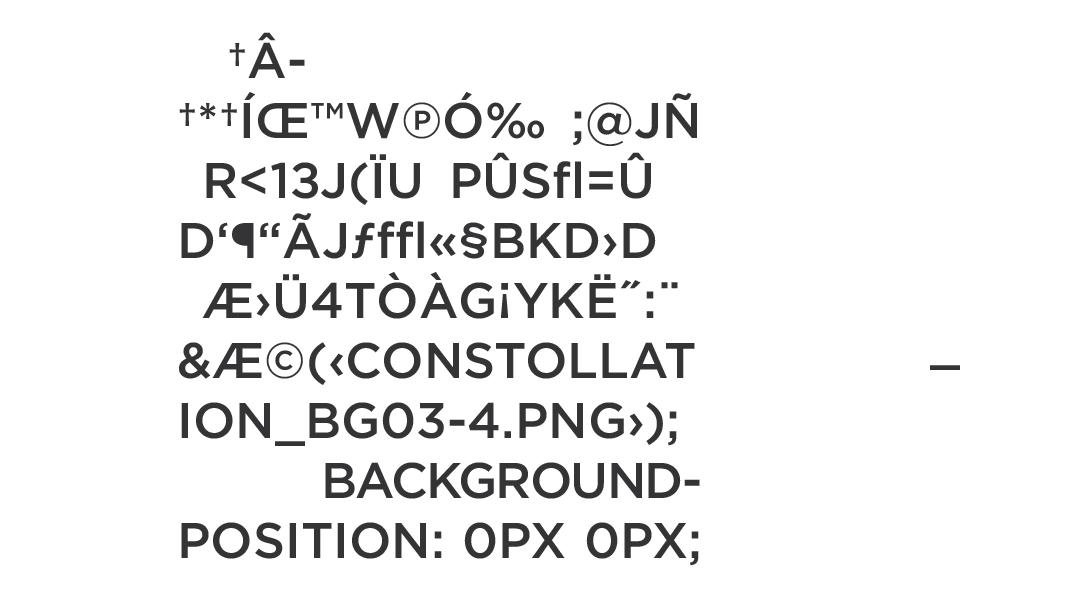 †Â-
†*†ÍŒ™W℗Ó‰ ;@JÑ
R<13J(ÏU PÛSfl=Û
D‘¶“ÃJƒffl«§BKD›D
Æ›Ü4TÒÀG¡YKË˝:¨
&Æ©(‹CONSTOLLAT –
ION_BG03-4.PNG›);
BACKGROUND-
POSITION: 0PX 0PX;